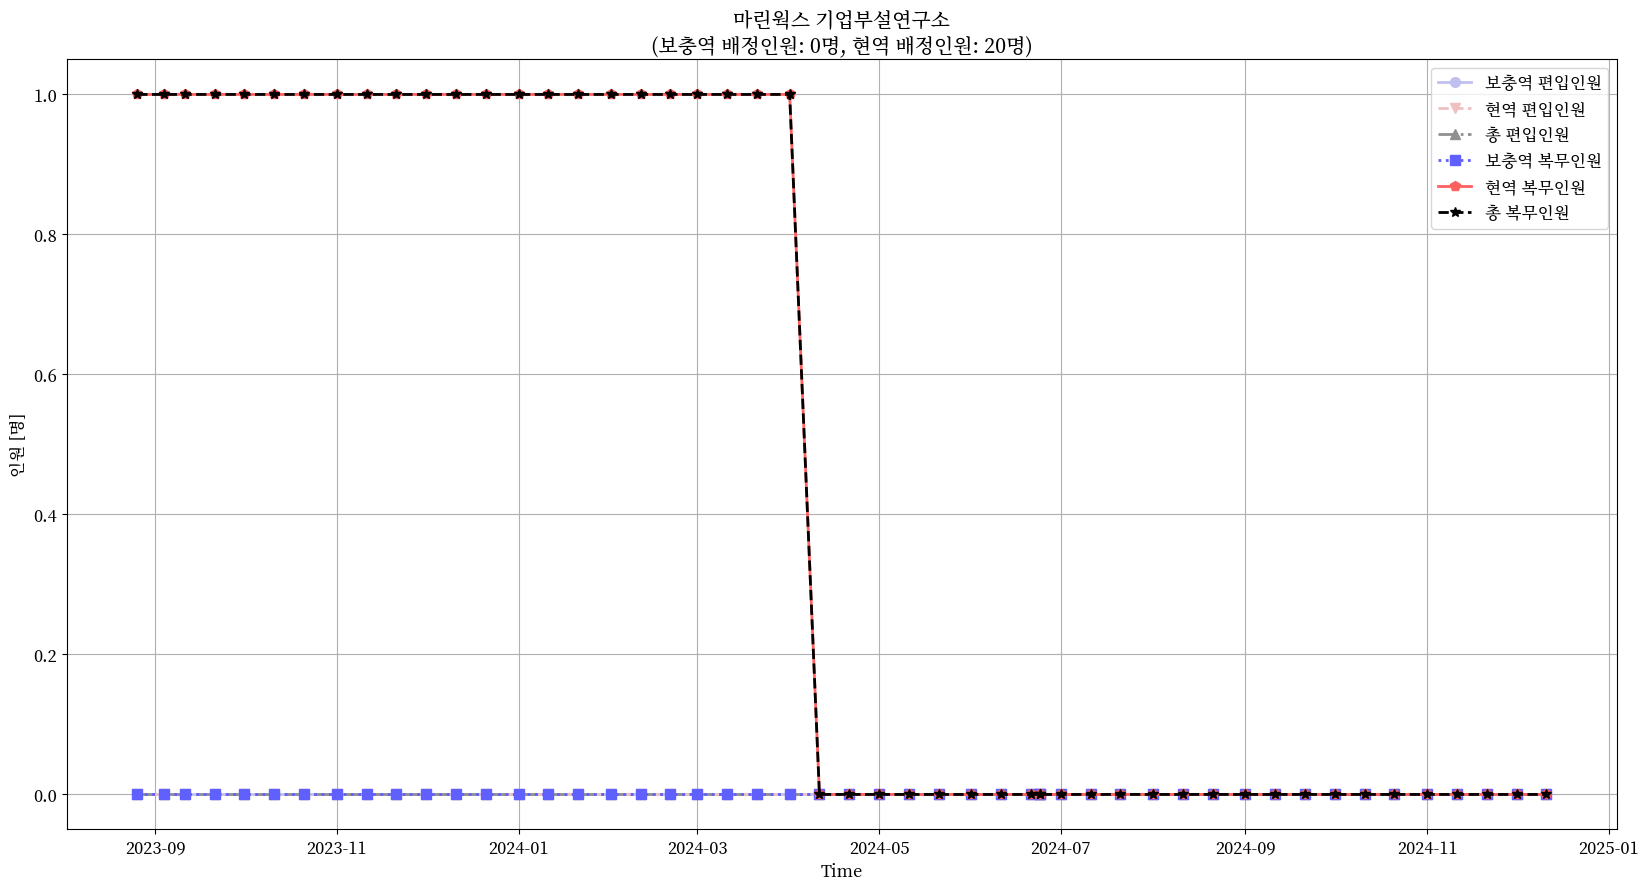 마린웍스 기업부설연구소
(보충역 배정인원: 0명, 현역 배정인원: 20명)
보충역 편입인원
현역 편입인원
총 편입인원
보충역 복무인원
현역 복무인원
총 복무인원
1.0
0.8
0.6
0.4
0.2
0.0
인원 [명]
2023-09 2023-11 2024-01 2024-03 2024-05 2024-07 2024-09 2024-11 2025-01
Time